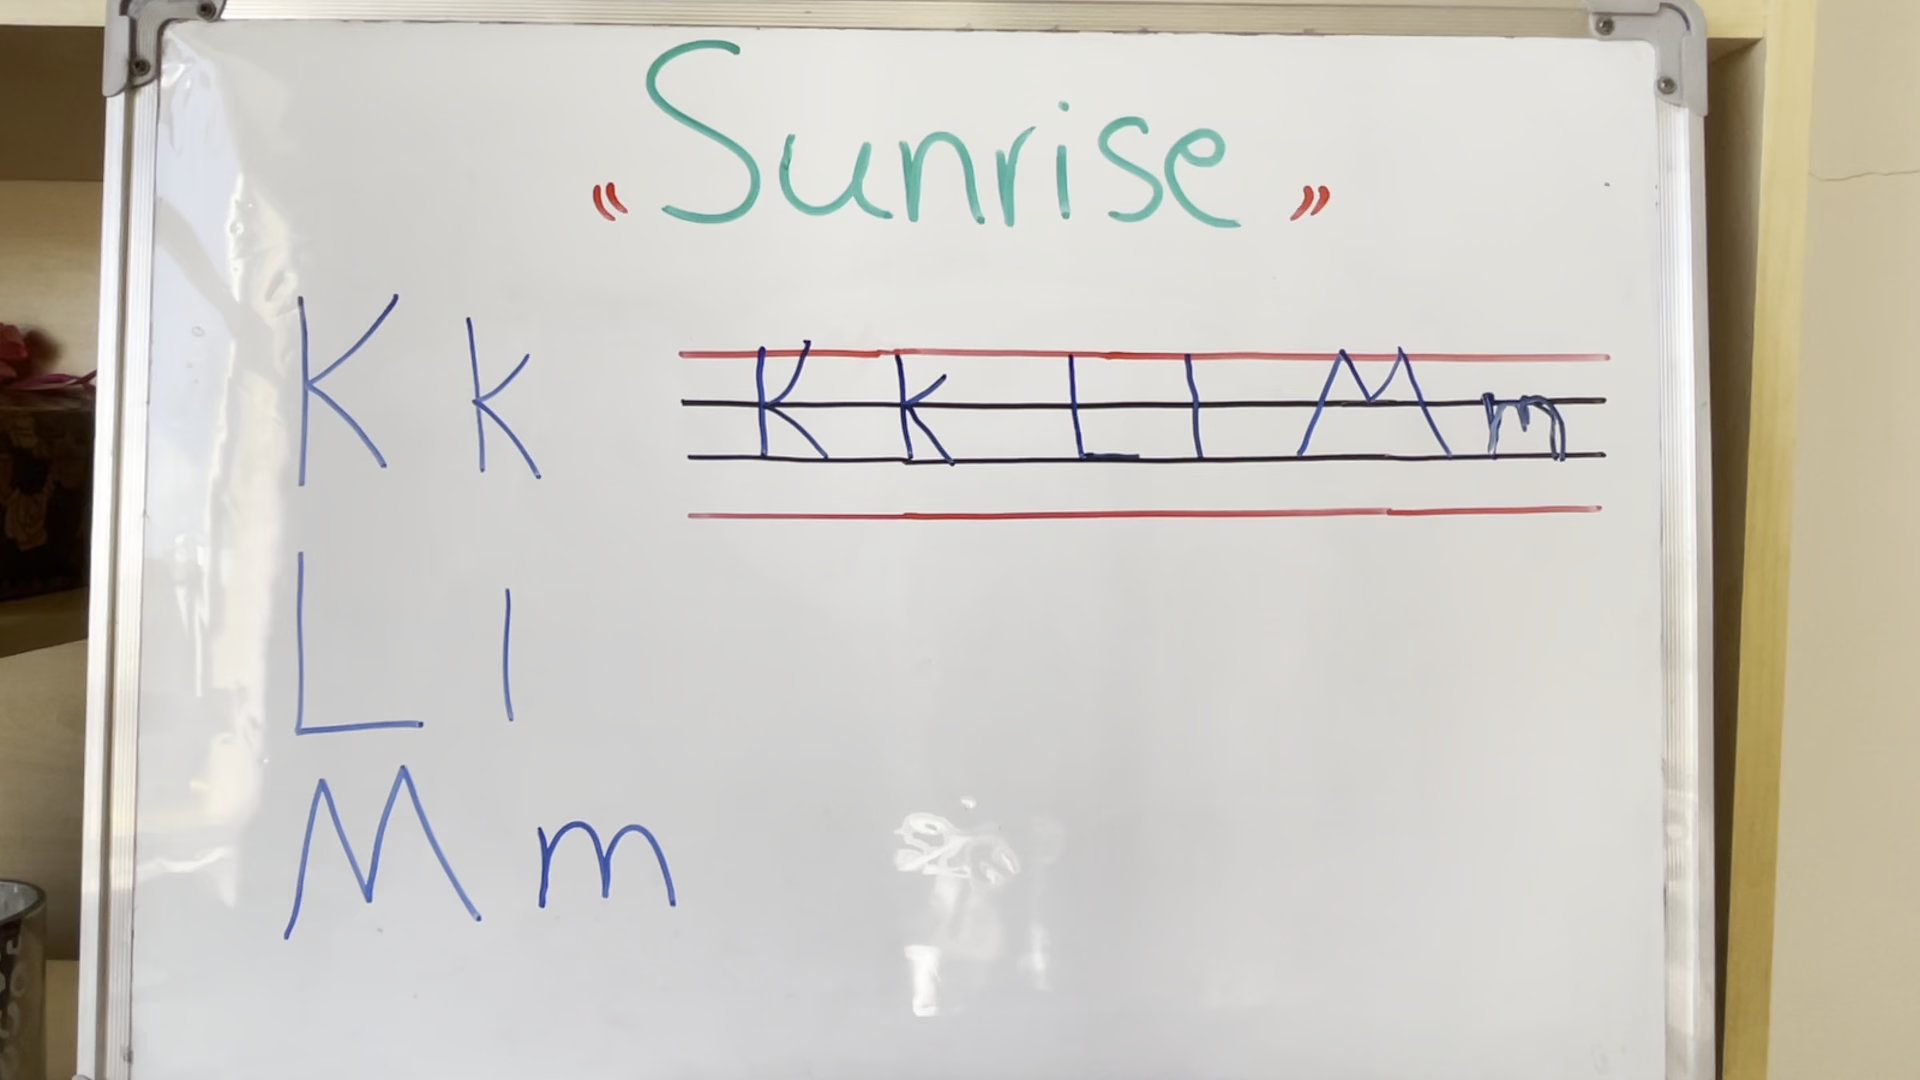 "Sunrise"
K k
K k L l M m
L l
M m